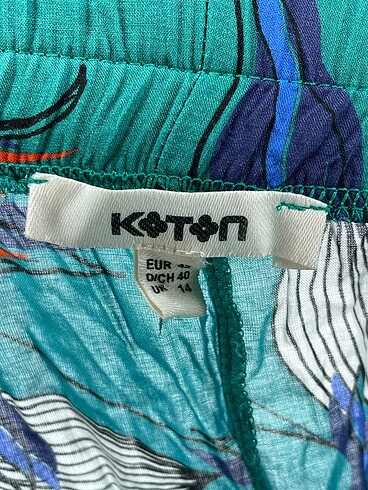 KOTON
EUR
D/CH 40
UK 14